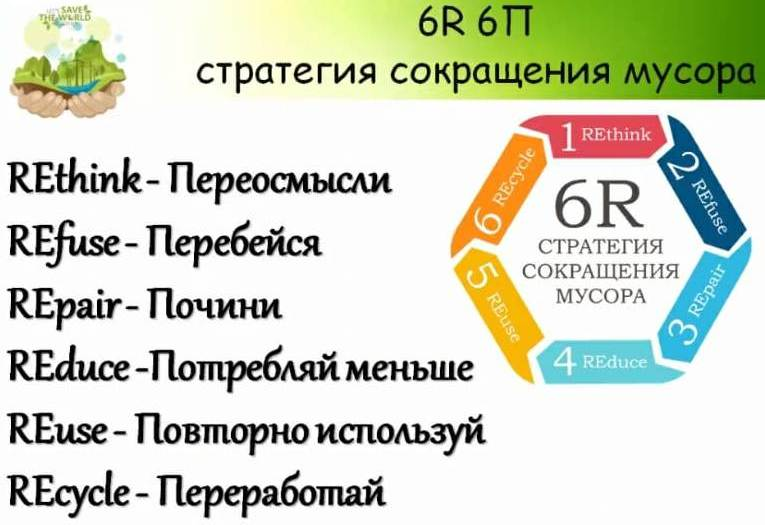 SAVE
THE WORLD
6R 6П
стратегия сокращения мусора
REthink - Переосмысли
REfuse - Перебейся
REpair - Почини
REduce -Потребляй меньше
REuse - Повторно используй
REcycle - Переработай
1 REthink
2 REfuse
3 REpair
4 REduce
5 REuse
6 REcycle
6R
СТРАТЕГИЯ
СОКРАЩЕНИЯ
МУСОРА